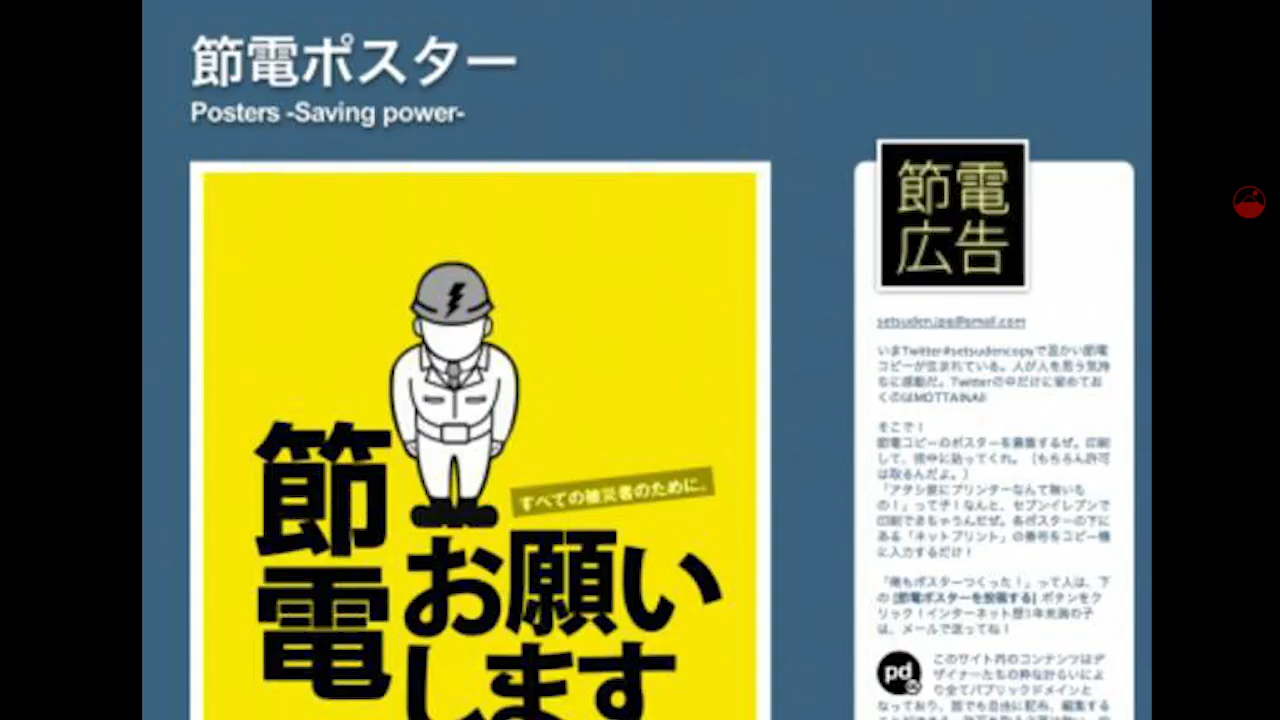 節電ポスター
Posters -Saving power-
節電
お願い
します
すべての被災者のために。
節電
広告
setsuden.jpg@gmail.com
いまTwitter#setsudencopyで温かい節電
コピーが生まれている。人が人を思う気持
ちに感動だ。Twitterの中だけに留めてお
くのはMOTTAINAI!
そこで！
節電コピーのポスターを募集するぜ。印刷
して、街中に貼ってくれ。（もちろん許可
は取るんだよ。）
「アタシ家にプリンターなんて無いも
の！」って子！なんと、セブンイレブンで
印刷できちゃうんだぜ。各ポスターの下に
ある「ネットプリント」の番号をコピー機
に入力するだけ！
「俺もポスターつくった！」って人は、下
の [節電ポスターを投稿する] ボタンをク
リック！インターネット歴1年未満の子
は、メールで送ってね！
pd
このサイト内のコンテンツはデ
ザイナーたちの粋な計らいによ
り全てパブリックドメインと
なっており、誰でも自由に配布、編集する